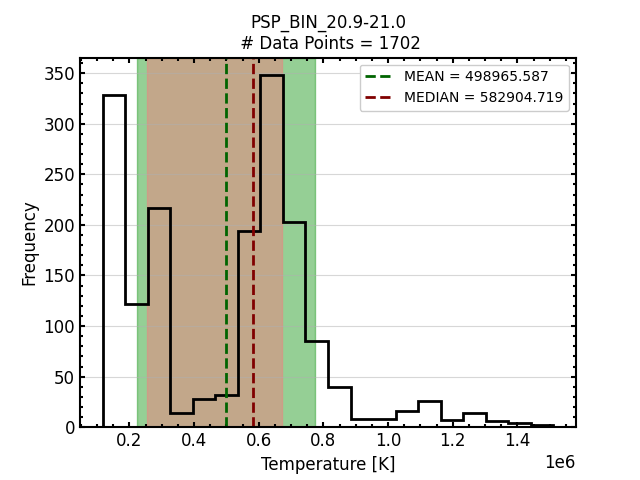 PSP_BIN_20.9-21.0
# Data Points = 1702
MEAN = 498965.587
MEDIAN = 582904.719
350
300
250
200
150
100
50
0
Frequency
0.2 0.4 0.6 0.8 1.0 1.2 1.4
1e6
Temperature [K]